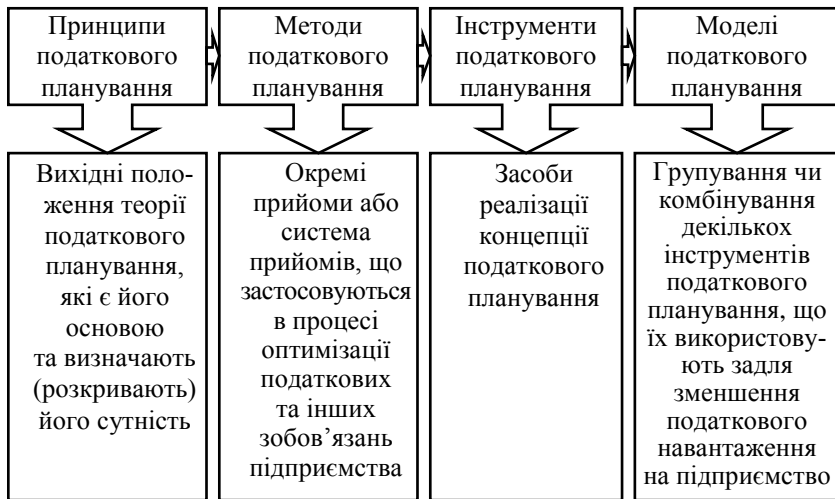 Принципи
податкового
планування
Методи
податкового
планування
Інструменти
податкового
планування
Моделі
податкового
планування
Вихідні поло-
ження теорії
податкового
планування,
які є його
основою
та визначають
(розкривають)
його сутність
Окремі
прийоми або
система
прийомів, що
застосовуються
в процесі
оптимізації
податкових
та інших
зобов’язань
підприємства
Засоби
реалізації
концепції
податкового
планування
Групування чи
комбінування
декількох
інструментів
податкового
планування, що
їх використову-
ють задля
зменшення
податкового
навантаження
на підприємство